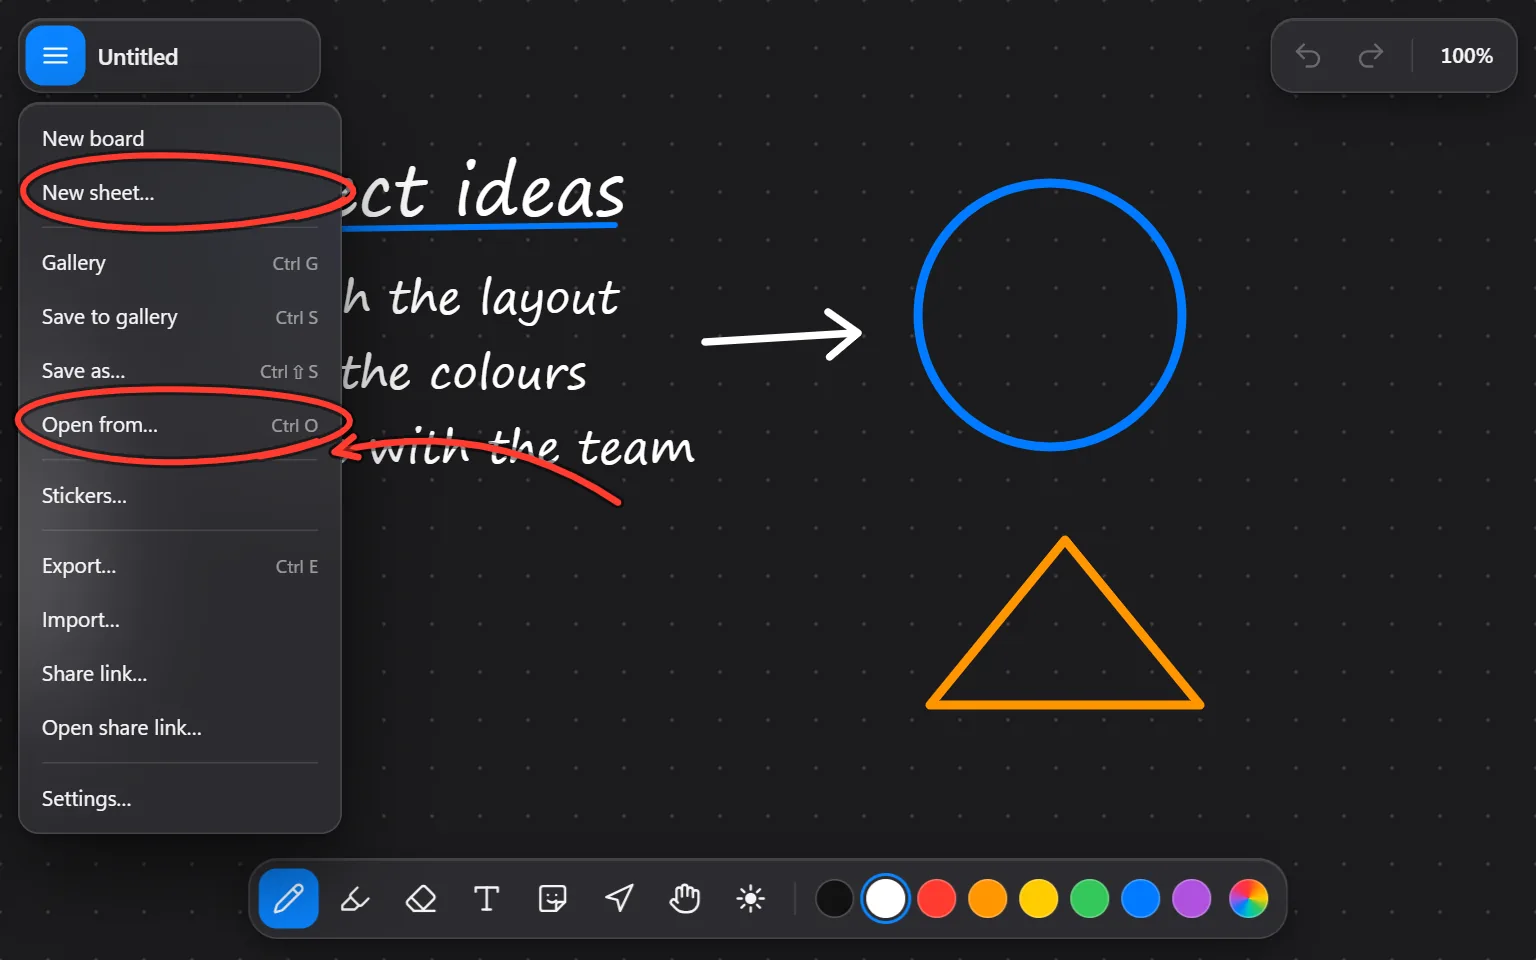 Untitled
100%
New board
New sheet...
Gallery Ctrl G
Save to gallery Ctrl S
Save as... Ctrl ⇧ S
Open from... Ctrl O
Stickers...
Export... Ctrl E
Import...
Share link...
Open share link...
Settings...
ect ideas
h the layout
the colours
with the team